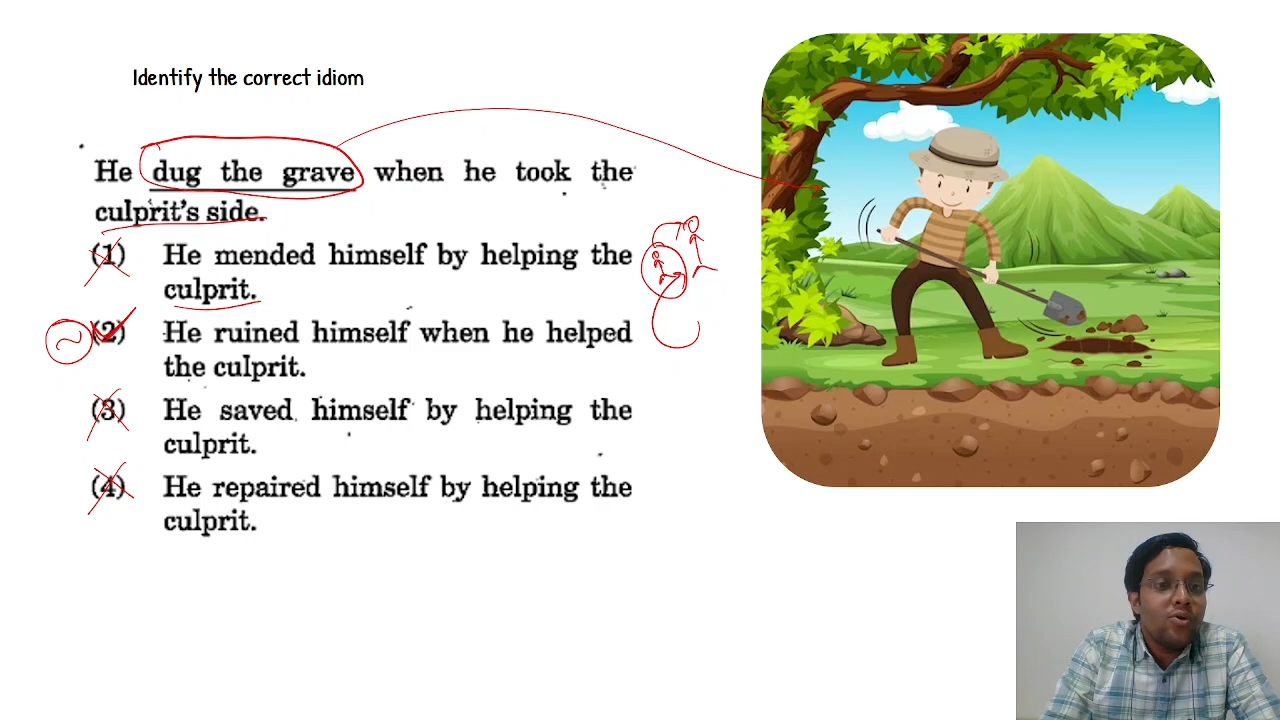 Identify the correct idiom
He dug the grave when he took the
culprit's side.
(1) He mended himself by helping the
culprit.
(2) He ruined himself when he helped
the culprit.
(3) He saved himself by helping the
culprit.
(4) He repaired himself by helping the
culprit.